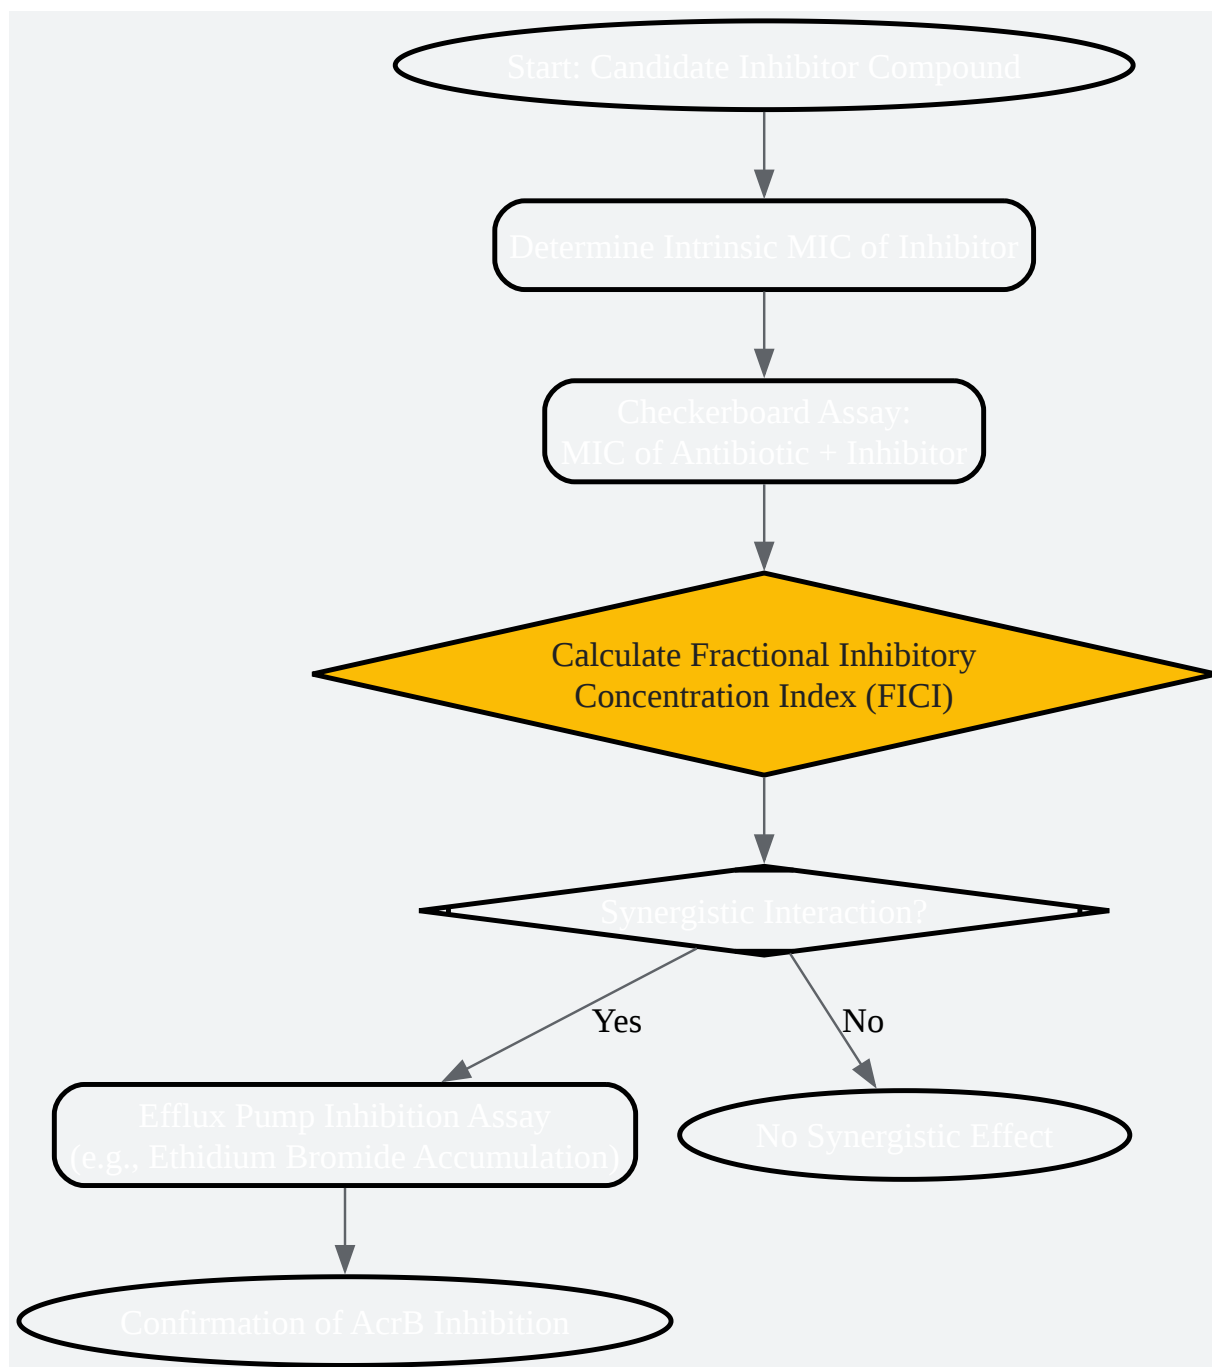 Start: Candidate Inhibitor Compound
Determine Intrinsic MIC of Inhibitor
Checkerboard Assay:
MIC of Antibiotic + Inhibitor
Calculate Fractional Inhibitory
Concentration Index (FICI)
Synergistic Interaction?
Yes
No
Efflux Pump Inhibition Assay
(e.g., Ethidium Bromide Accumulation)
No Synergistic Effect
Confirmation of AcrB Inhibition